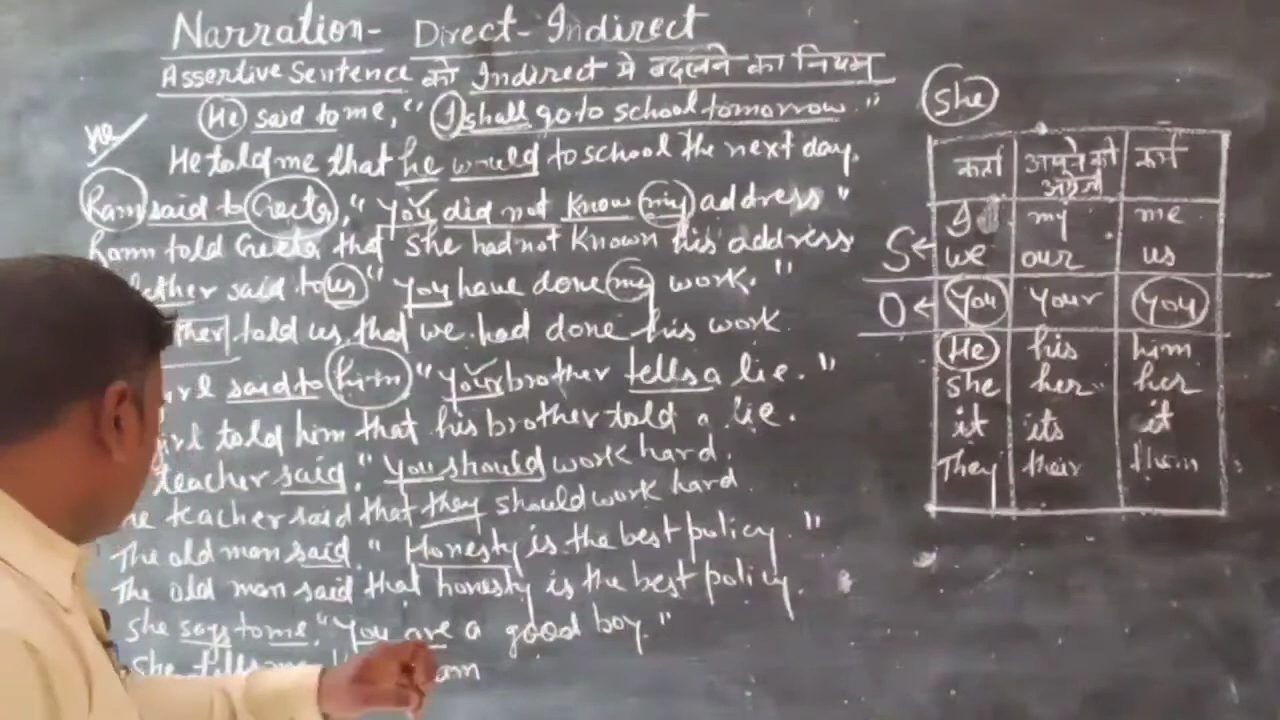 Narration- Direct-Indirect
Assertive Sentence को Indirect मे बदलने का नियम
He said to me, "I shall go to school tomorrow."
He
He told me that he would to school the next day.
Ram said to Geeta, "You did not know my address"
Ram told Geeta that she had not known his address
said to us "You have done my work."
told us that we had done his work
said to him "Your brother tells a lie."
girl told him that his brother told a lie.
teacher said, "You should work hard.
teacher said that they should work hard
The old man said. "Honesty is the best policy."
The old man said that honesty is the best policy.
She says to me, "You are a good boy."
She tells me
She
कर्ता अपुने को कर्म
I my me
S← we our us
O← You Your You
He his him
She her her
it its it
They their them